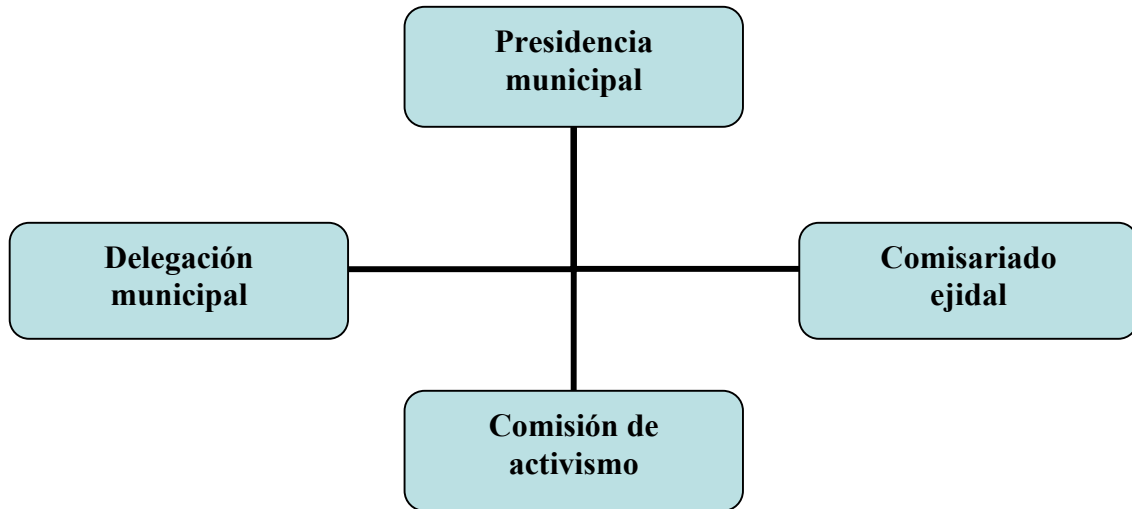 Presidencia
municipal
Delegación
municipal
Comisariado
ejidal
Comisión de
activismo